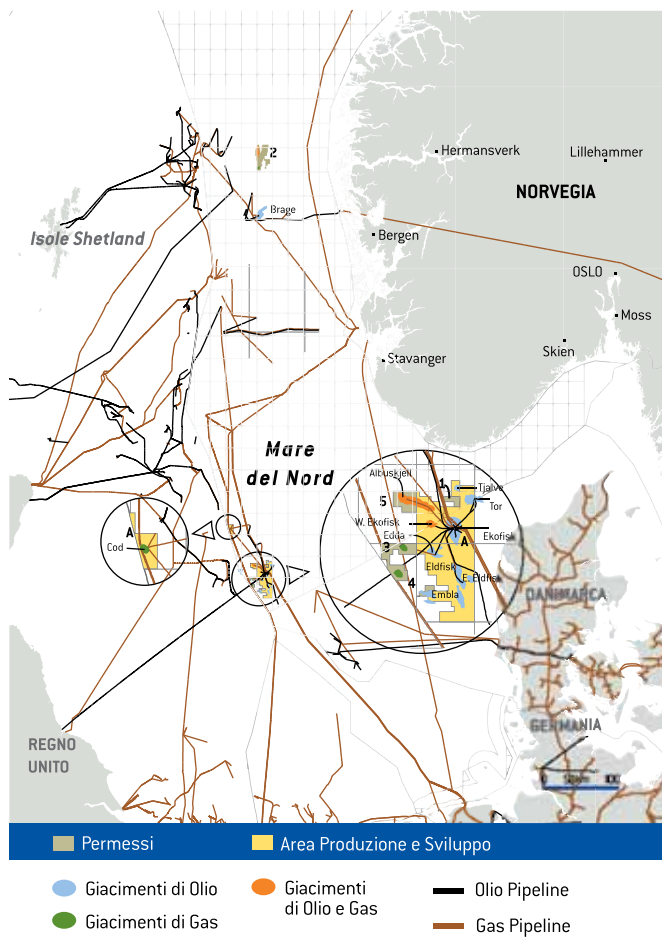 2
Hermansverk
Lillehammer
NORVEGIA
Brage
Isole Shetland
Bergen
OSLO
Moss
Skien
Stavanger
Mare
del Nord
Albuskjell
1
Tjalve
5
Tor
W. Ekofisk
A
Ekofisk
Edda
A
Cod
3
Eldfisk
E. Eldfisk
4
Embla
DANIMARCA
GERMANIA
REGNO
UNITO
0
Permessi
Area Produzione e Sviluppo
Giacimenti di Olio
Giacimenti
di Olio e Gas
Olio Pipeline
Giacimenti di Gas
Gas Pipeline